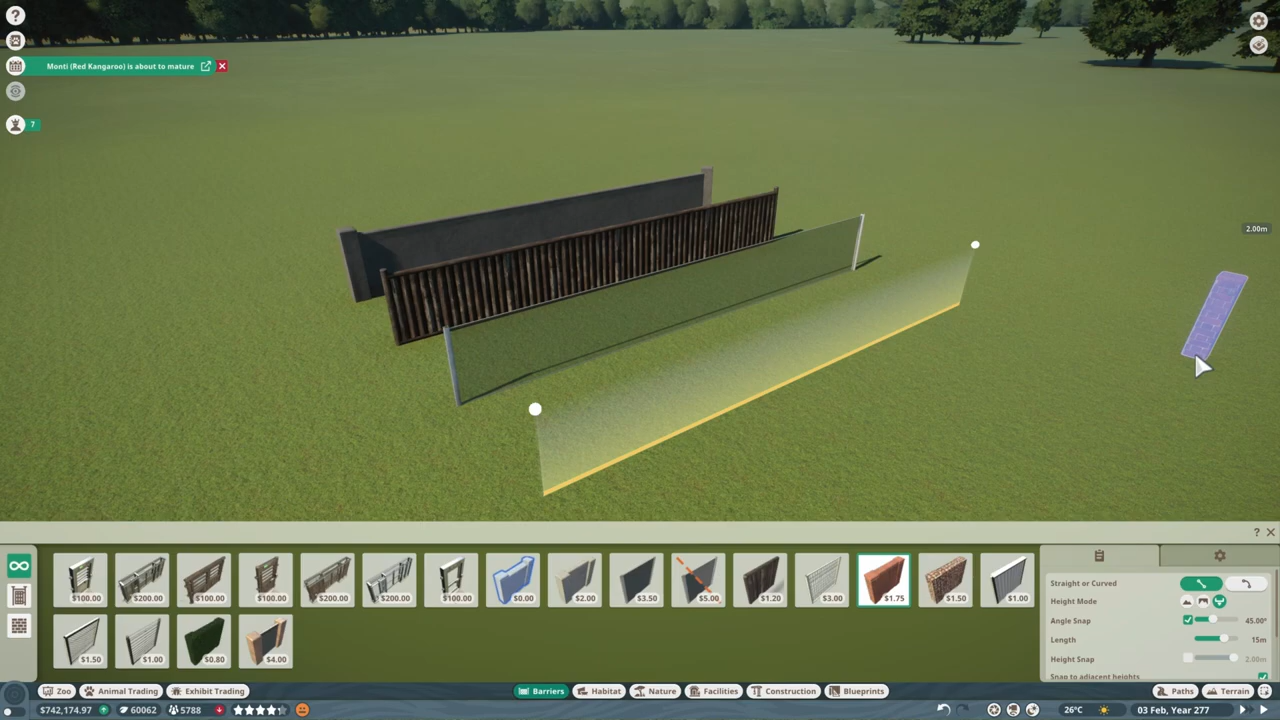 ?
Monti (Red Kangaroo) is about to mature
7
2.00m
? X
$100.00 $200.00 $100.00 $100.00 $200.00 $200.00 $100.00 $0.00 $2.00 $3.50 $5.00 $1.20 $3.00 $1.75 $1.50 $1.00
$1.50 $1.00 $0.80 $4.00
Straight or Curved
Height Mode
Angle Snap 45.00°
Length 15m
Height Snap 2.00m
Snap to adjacent heights
Zoo Animal Trading Exhibit Trading Barriers Habitat Nature Facilities Construction Blueprints Paths Terrain
$742,174.97 60062 5788 26°C 03 Feb, Year 277